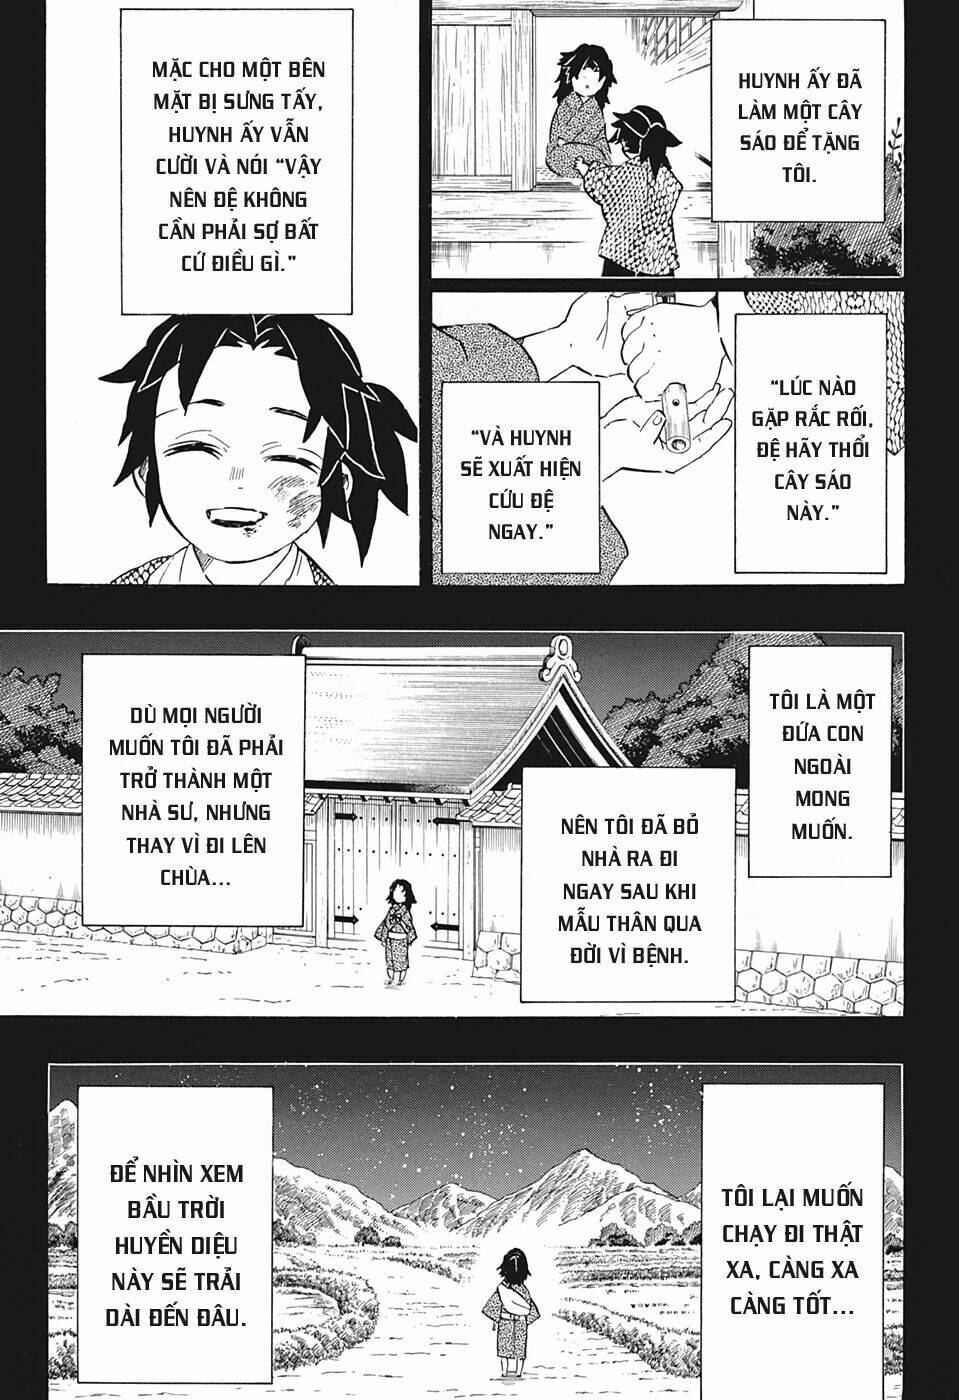 HUYNH ẤY ĐÃ
LÀM MỘT CÂY
SÁO ĐỂ TẶNG
TÔI.
“LÚC NÀO
GẶP RẮC RỐI,
ĐỆ HÃY THỔI
CÂY SÁO
NÀY.”
“VÀ HUYNH
SẼ XUẤT HIỆN
CỨU ĐỆ
NGAY.”
MẶC CHO MỘT BÊN
MẶT BỊ SƯNG TẤY,
HUYNH ẤY VẪN
CƯỜI VÀ NÓI “VẬY
NÊN ĐỆ KHÔNG
CẦN PHẢI SỢ BẤT
CỨ ĐIỀU GÌ.”
TÔI LÀ MỘT
ĐỨA CON
NGOÀI
MONG
MUỐN.
NÊN TÔI ĐÃ BỎ
NHÀ RA ĐI
NGAY SAU KHI
MẪU THÂN QUA
ĐỜI VÌ BỆNH.
DÙ MỌI NGƯỜI
MUỐN TÔI ĐÃ PHẢI
TRỞ THÀNH MỘT
NHÀ SƯ, NHƯNG
THAY VÌ ĐI LÊN
CHÙA...
TÔI LẠI MUỐN
CHẠY ĐI THẬT
XA, CÀNG XA
CÀNG TỐT...
ĐỂ NHÌN XEM
BẦU TRỜI
HUYỀN DIỆU
NÀY SẼ TRẢI
DÀI ĐẾN ĐÂU.